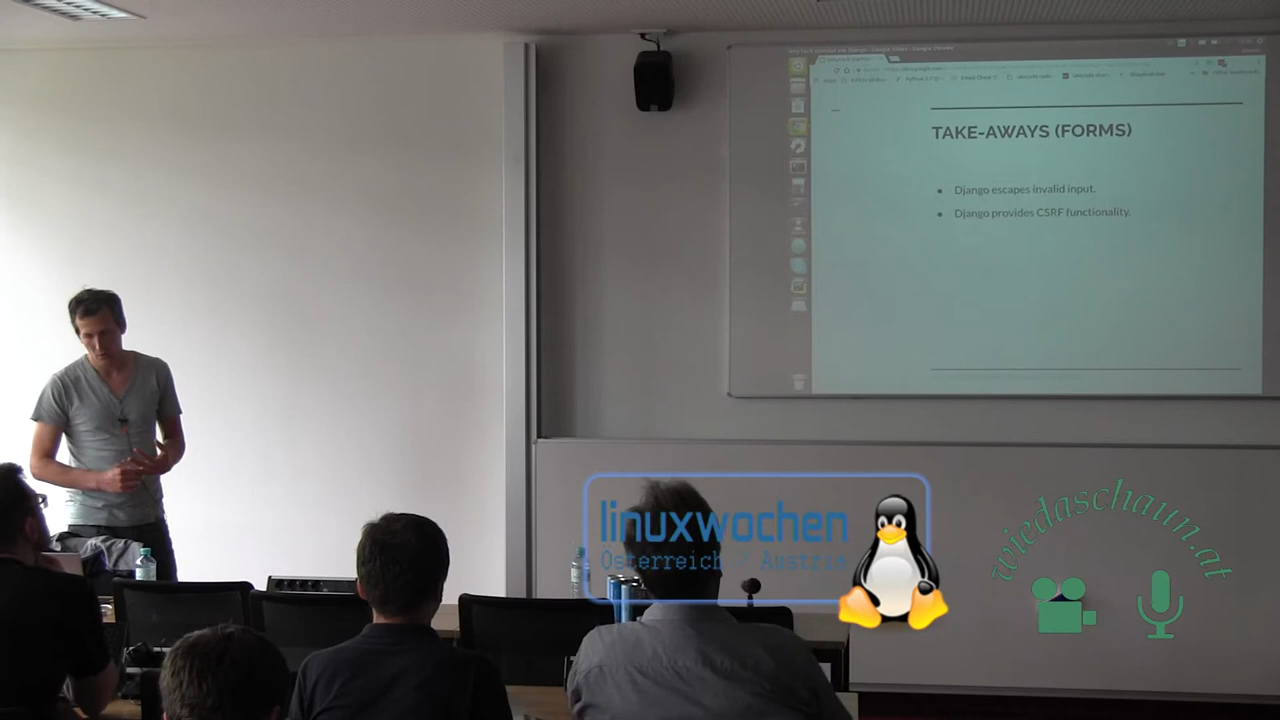 TAKE-AWAYS (FORMS)
Django escapes invalid input.
Django provides CSRF functionality.
linuxwochen
Österreich - Austria
wiedaschaun.at